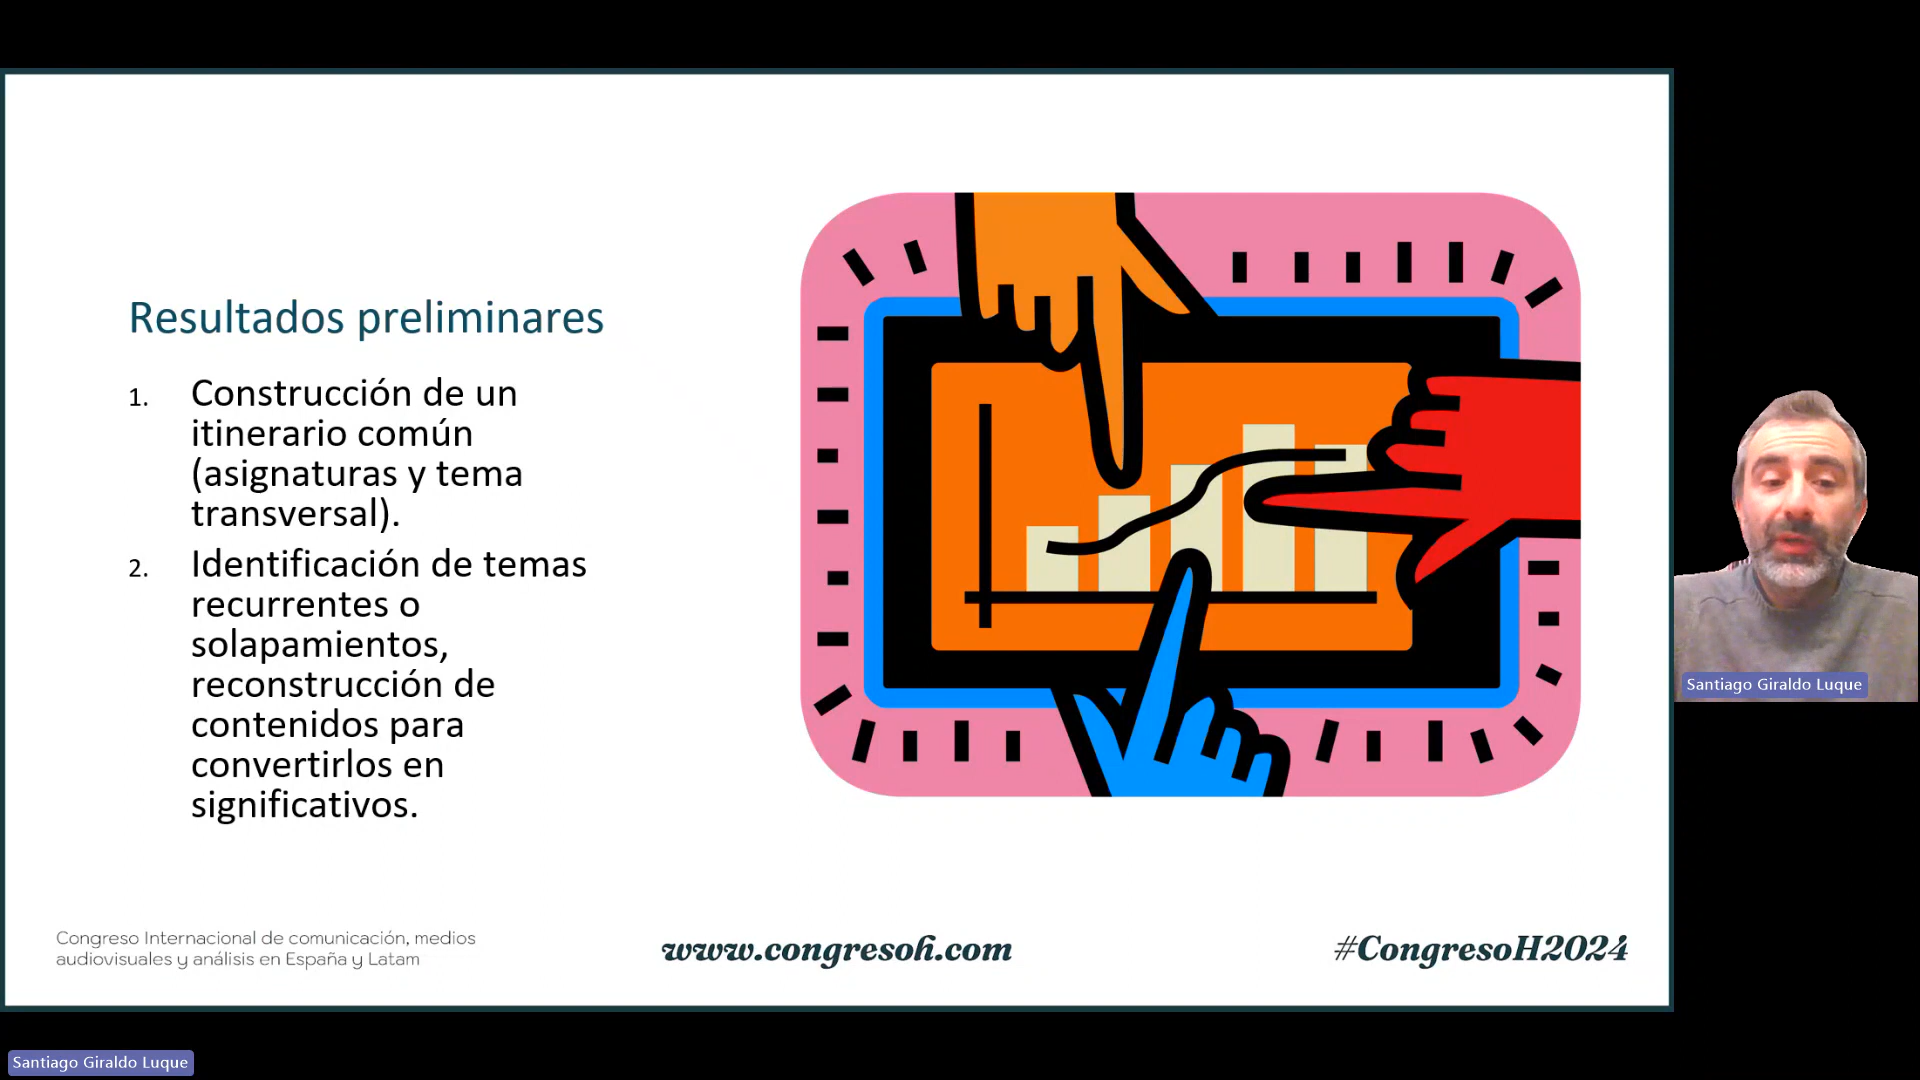 Resultados preliminares
1. Construcción de un
itinerario común
(asignaturas y tema
transversal).
2. Identificación de temas
recurrentes o
solapamientos,
reconstrucción de
contenidos para
convertirlos en
significativos.
Congreso Internacional de comunicación, medios
audiovisuales y análisis en España y Latam
www.congresoh.com
#CongresoH2024
Santiago Giraldo Luque
Santiago Giraldo Luque